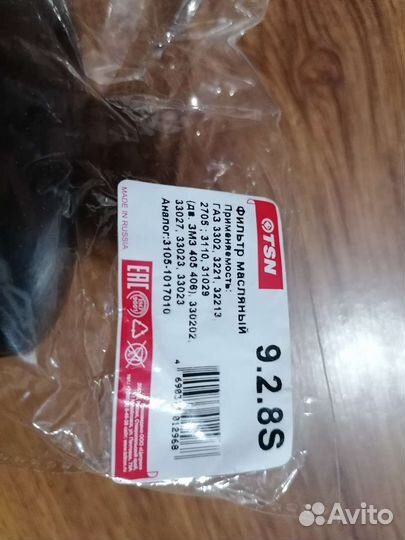 TSN
9.2.8S
Фильтр масляный
Применяемость:
ГАЗ 3302, 3221, 32213
2705 ; 3110, 31029
(дв. ЗМЗ 405 406), 330202,
33027, 33023, 33023
Аналог:3105-1017010
MADE IN RUSSIA
EAC
Avito